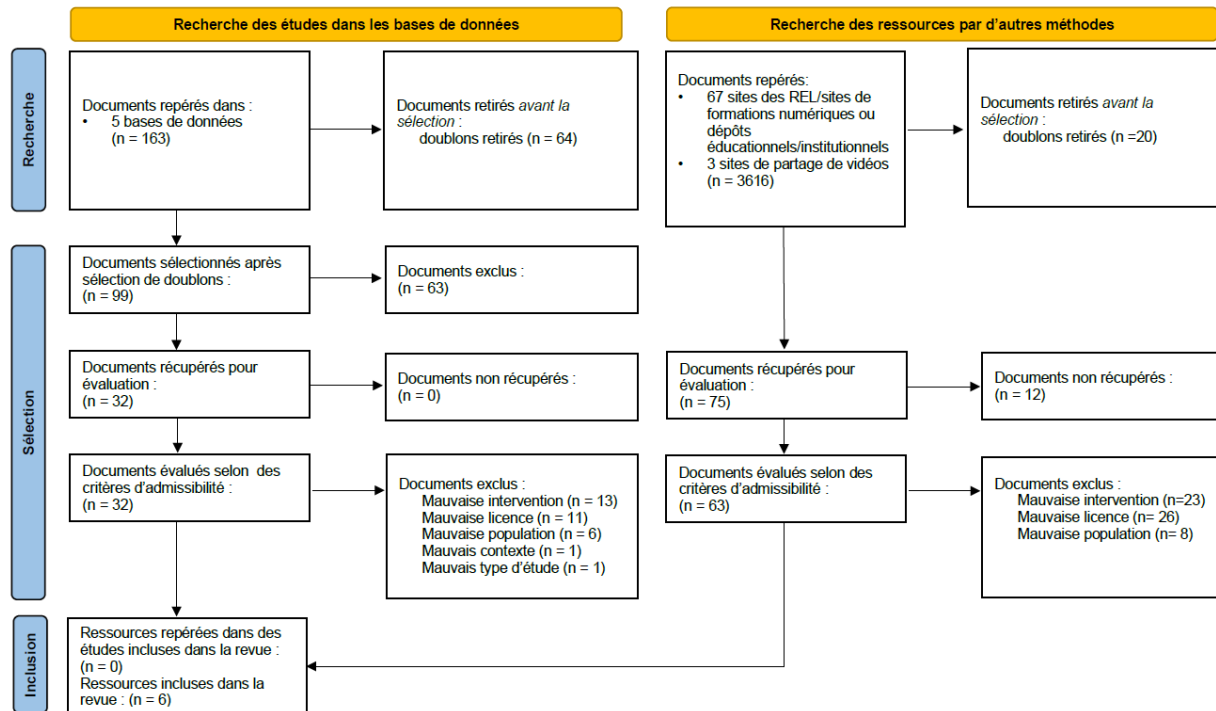 Recherche des études dans les bases de données
Recherche des ressources par d'autres méthodes
Recherche
Documents repérés dans :
• 5 bases de données
(n = 163)
Documents retirés avant la
sélection :
doublons retirés (n = 64)
Documents repérés:
• 67 sites des REL/sites de
formations numériques ou
dépôts
éducationnels/institutionnels
• 3 sites de partage de vidéos
(n = 3616)
Documents retirés avant la
sélection :
doublons retirés (n =20)
Sélection
Documents sélectionnés après
sélection de doublons :
(n = 99)
Documents exclus :
(n = 63)
Documents récupérés pour
évaluation :
(n = 32)
Documents non récupérés :
(n = 0)
Documents récupérés pour
évaluation :
(n = 75)
Documents non récupérés :
(n = 12)
Documents évalués selon des
critères d'admissibilité :
(n = 32)
Documents exclus :
Mauvaise intervention (n = 13)
Mauvaise licence (n = 11)
Mauvaise population (n = 6)
Mauvais contexte (n = 1)
Mauvais type d'étude (n = 1)
Documents évalués selon des
critères d'admissibilité :
(n = 63)
Documents exclus :
Mauvaise intervention (n=23)
Mauvaise licence (n= 26)
Mauvaise population (n= 8)
Inclusion
Ressources repérées dans des
études incluses dans la revue :
(n = 0)
Ressources incluses dans la
revue : (n = 6)